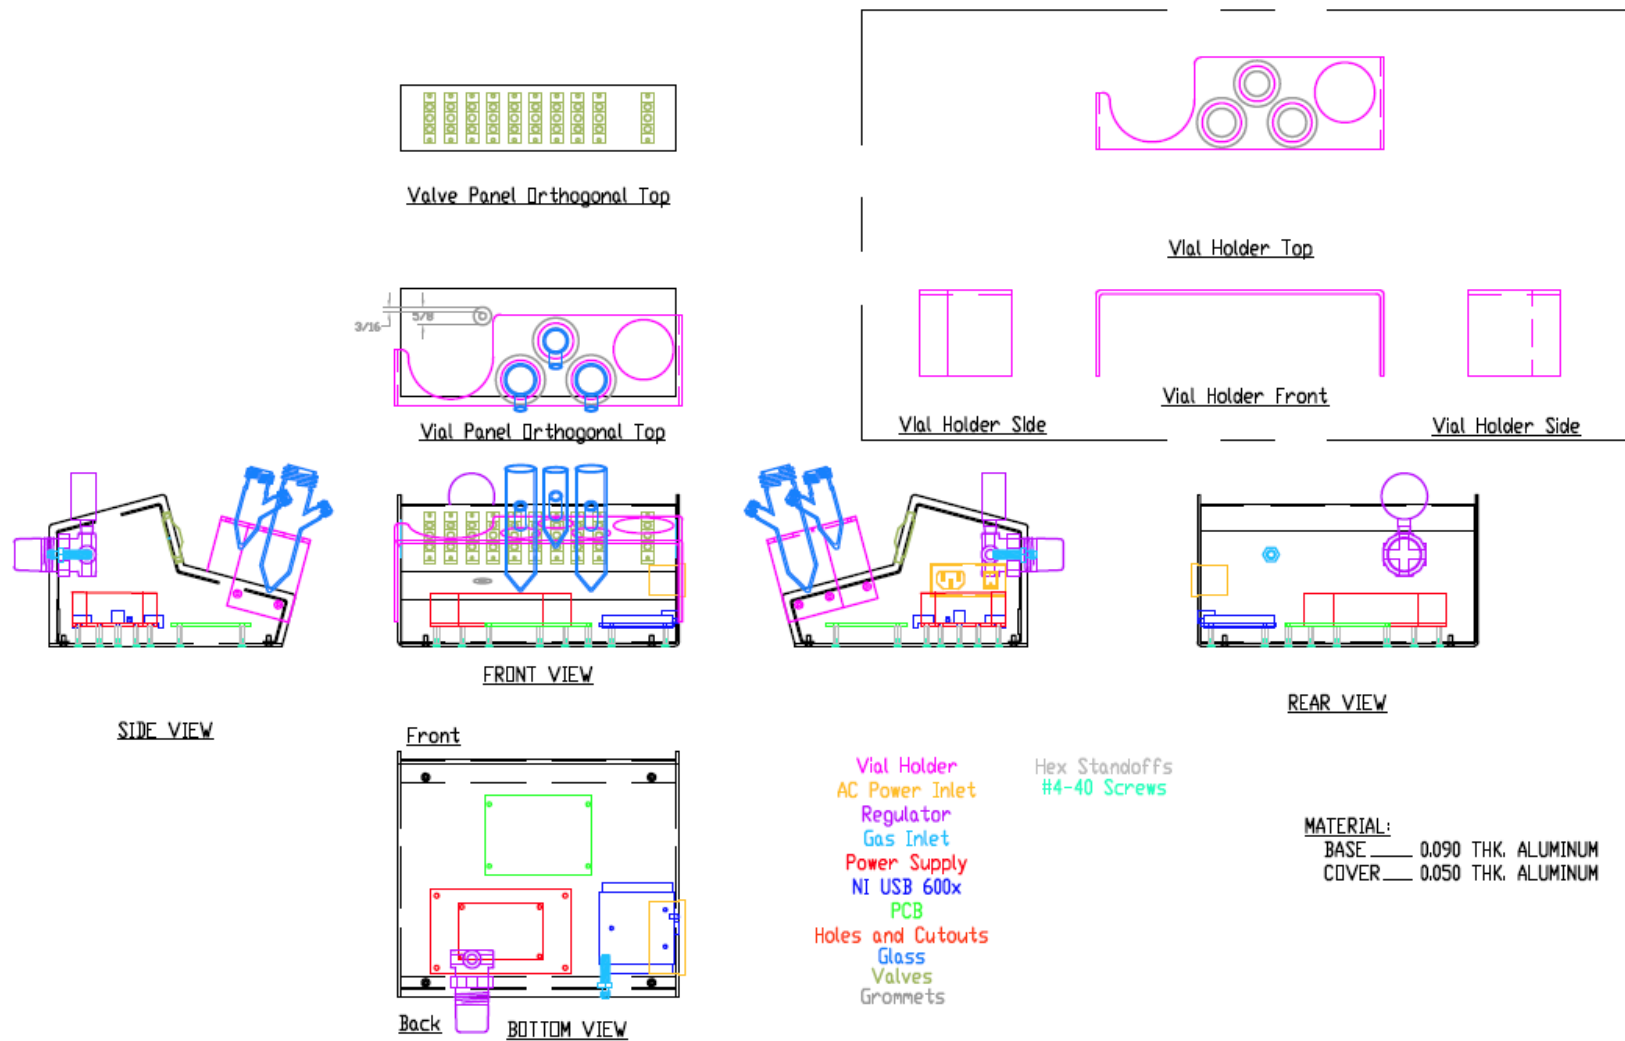 Valve Panel Orthogonal Top
VIal Holder Top
3/16
5/8
Vial Panel Orthogonal Top
VIal Holder SIde
Vial Holder Front
Vial Holder Side
SIDE VIEW
FRONT VIEW
REAR VIEW
Front
Back
BOTTOM VIEW
Vial Holder
AC Power Inlet
Regulator
Gas Inlet
Power Supply
NI USB 600x
PCB
Holes and Cutouts
Glass
Valves
Grommets
Hex Standoffs
#4-40 Screws
MATERIAL:
BASE____ 0.090 THK. ALUMINUM
COVER___ 0.050 THK. ALUMINUM